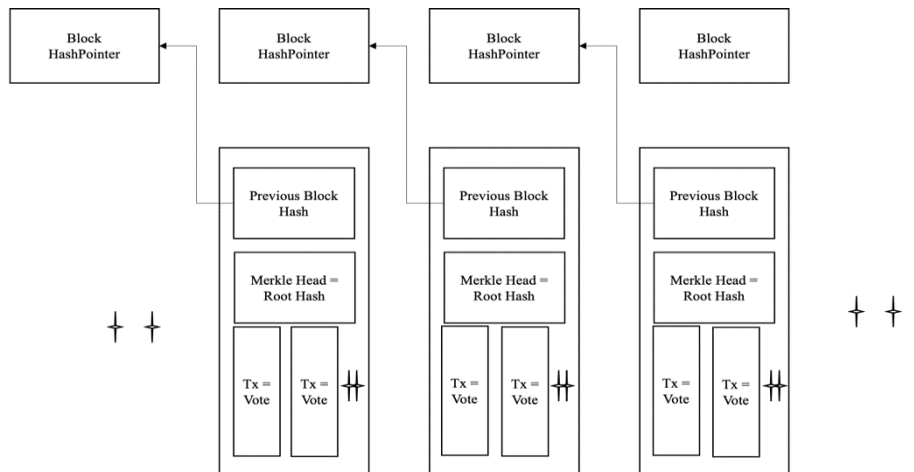 Block
HashPointer
Block
HashPointer
Block
HashPointer
Block
HashPointer
Previous Block
Hash
Previous Block
Hash
Previous Block
Hash
Merkle Head =
Root Hash
Merkle Head =
Root Hash
Merkle Head =
Root Hash
Tx =
Vote
Tx =
Vote
Tx =
Vote
Tx =
Vote
Tx =
Vote
Tx =
Vote